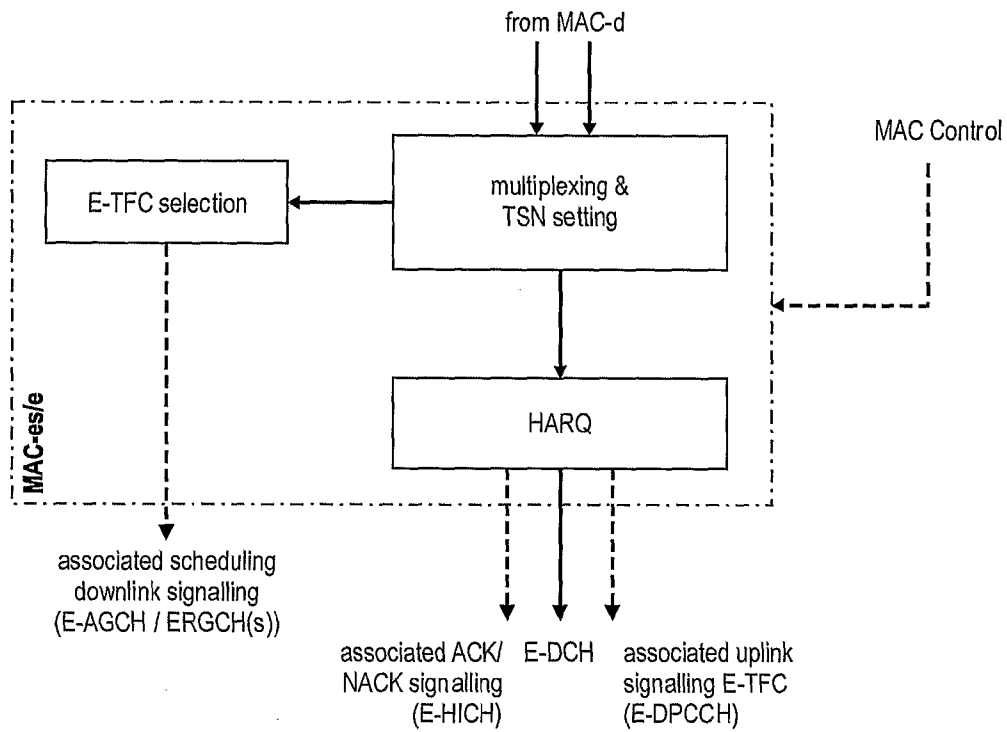 from MAC-d
MAC Control
E-TFC selection
multiplexing &
TSN setting
HARQ
MAC-es/e
associated scheduling
downlink signalling
(E-AGCH / ERGCH(s))
associated ACK/
NACK signalling
(E-HICH)
E-DCH
associated uplink
signalling E-TFC
(E-DPCCH)